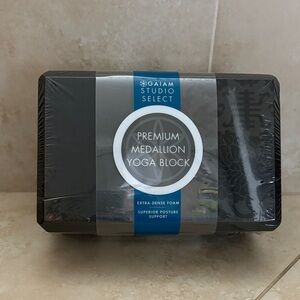 GAIAM
STUDIO
SELECT
PREMIUM
MEDALLION
YOGA BLOCK
EXTRA-DENSE FOAM
SUPERIOR POSTURE
SUPPORT